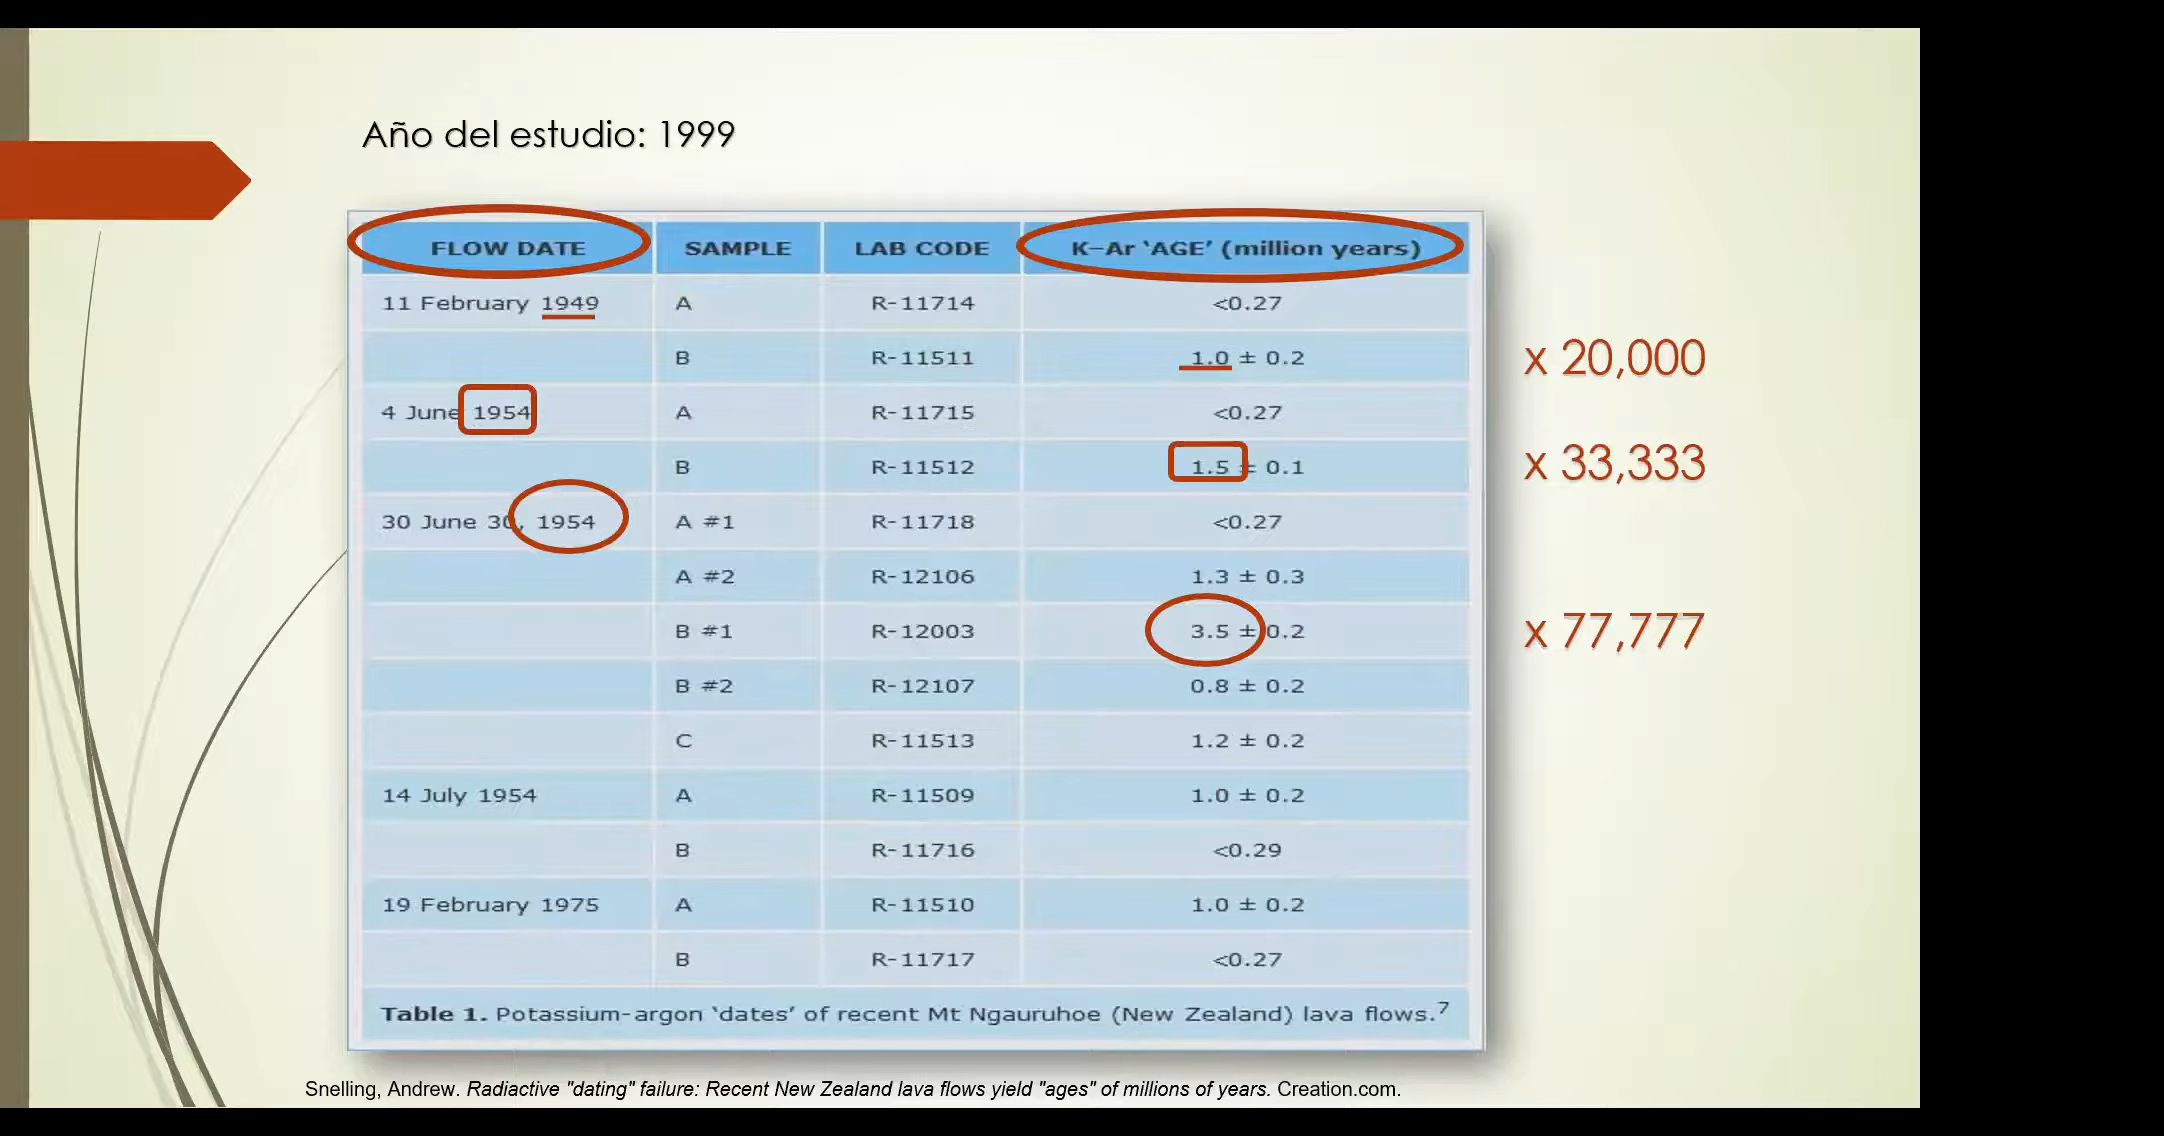 Año del estudio: 1999
FLOW DATE SAMPLE LAB CODE K–Ar ‘AGE’ (million years)
11 February 1949 A R-11714 <0.27
B R-11511 1.0 ± 0.2
x 20,000
4 June 1954 A R-11715 <0.27
B R-11512 1.5 ± 0.1
x 33,333
30 June 30, 1954 A #1 R-11718 <0.27
A #2 R-12106 1.3 ± 0.3
B #1 R-12003 3.5 ± 0.2
x 77,777
B #2 R-12107 0.8 ± 0.2
C R-11513 1.2 ± 0.2
14 July 1954 A R-11509 1.0 ± 0.2
B R-11716 <0.29
19 February 1975 A R-11510 1.0 ± 0.2
B R-11717 <0.27
Table 1. Potassium-argon ‘dates’ of recent Mt Ngauruhoe (New Zealand) lava flows.7
Snelling, Andrew. Radiactive "dating" failure: Recent New Zealand lava flows yield "ages" of millions of years. Creation.com.